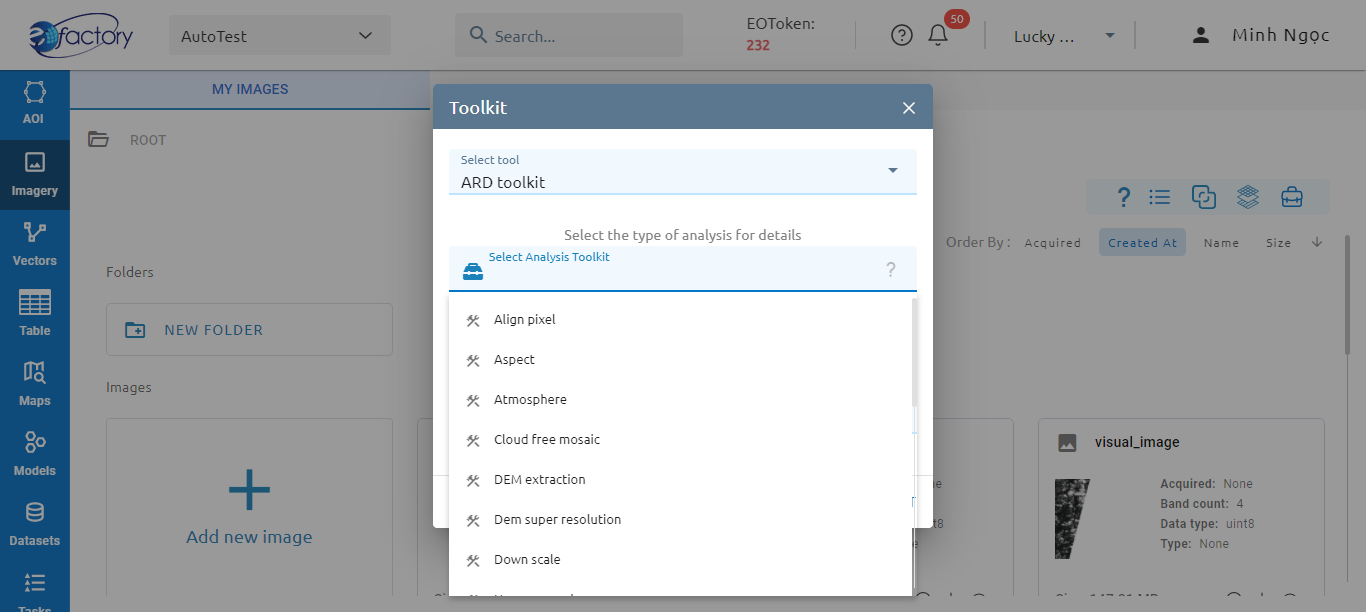 eofactory
AutoTest
Search...
EOToken:
232
50
Lucky ...
Minh Ngọc
AOI
Imagery
Vectors
Table
Maps
Models
Datasets
Tasks
MY IMAGES
ROOT
Order By :
Acquired
Created At
Name
Size
Folders
NEW FOLDER
Images
Add new image
Toolkit
Select tool
ARD toolkit
Select the type of analysis for details
Select Analysis Toolkit
?
Align pixel
Aspect
Atmosphere
Cloud free mosaic
DEM extraction
Dem super resolution
Down scale
visual_image
Acquired: None
Band count: 4
Data type: uint8
Type: None